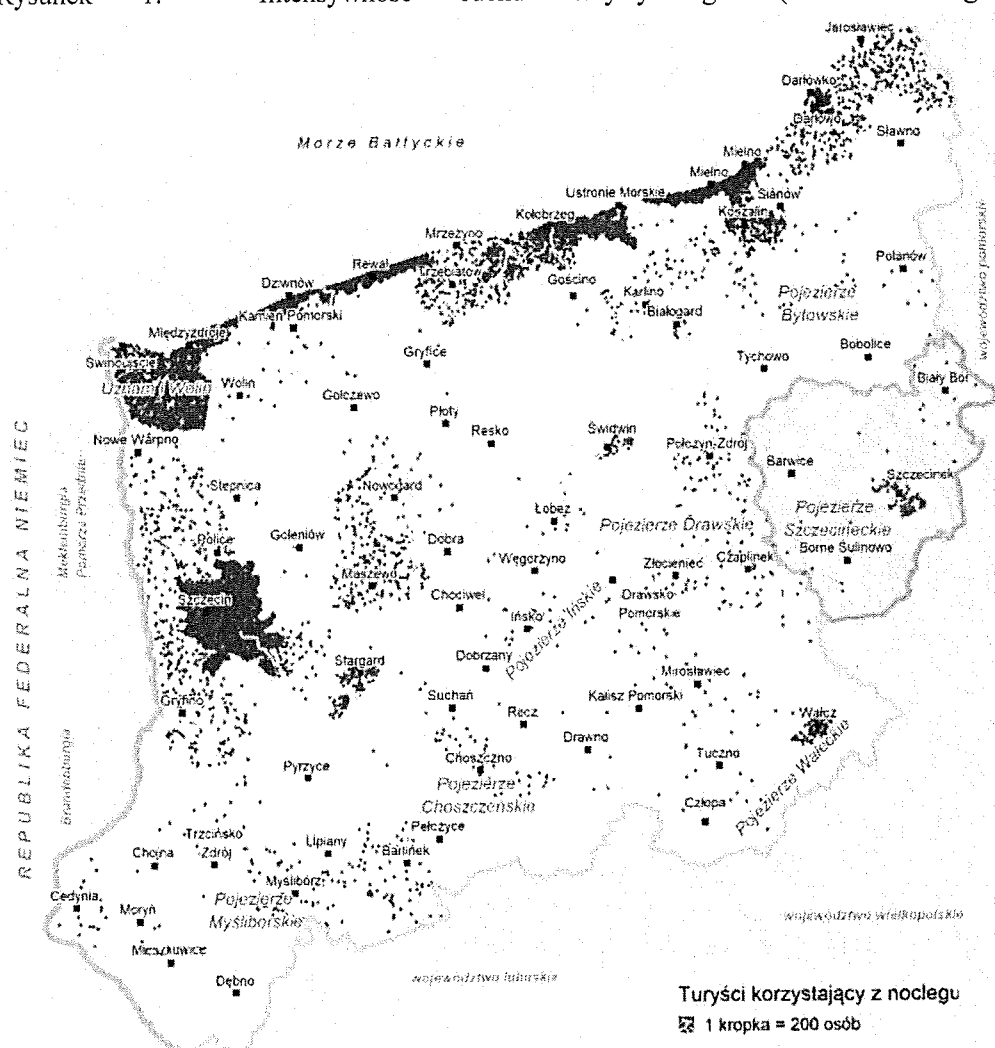 Rysunek 1. Intensywność ruchu
Jarosławiec
Darłówko
Darłowo
Sławno
Morze Bałtyckie
Mielno
Mielno
Ustronie Morskie
Sianów
Kołobrzeg
Koszalin
Mrzeżyno
województwo pomorskie
Rewal
Trzebiatów
Gościno
Polanów
Dziwnów
Karlino
Pojezierze
Bytowskie
Kamień Pomorski
Białogard
Międzyzdroje
Gryfice
Tychowo
Bobolice
Świnoujście
Uznam i Wolin
Wolin
Golczewo
Biały Bór
Płoty
Resko
Świdwin
Połczyn-Zdrój
Nowe Warpno
Barwice
Szczecinek
REPUBLIKA FEDERALNA NIEMIEC
Meklemburgia
Pomorze Przednie
Stepnica
Nowogard
Łobez
Pojezierze Drawskie
Pojezierze
Szczecineckie
Police
Goleniów
Dobra
Węgorzyno
Złocieniec
Czaplinek
Borne Sulinowo
Szczecin
Maszewo
Chociwel
Drawsko
Pomorskie
Ińsko
Pojezierze Ińskie
Stargard
Dobrzany
Mirosławiec
Gryfino
Suchań
Kalisz Pomorski
Recz
Wałcz
Drawno
Brandenburgia
Pyrzyce
Choszczno
Tuczno
Pojezierze
Choszczeńskie
Człopa
Pojezierze Wałeckie
Pełczyce
Trzcińsko
Zdrój
Chojna
Lipiany
Barlinek
Myślibórz
Cedynia
Moryń
Pojezierze
Myśliborskie
województwo wielkopolskie
Mieszkowice
województwo lubuskie
Dębno
Turyści korzystający z noclegu
1 kropka = 200 osób